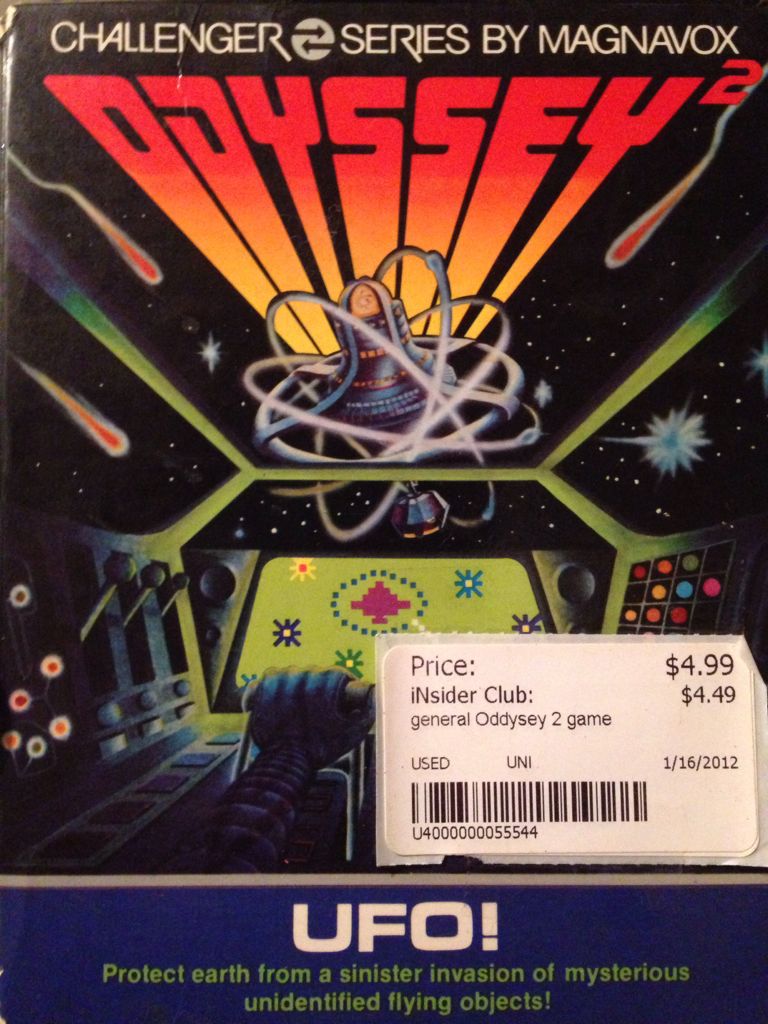 CHALLENGER 2 SERIES BY MAGNAVOX
ODYSSEY²
Price: $4.99
iNsider Club: $4.49
general Oddysey 2 game
USED UNI 1/16/2012
U4000000055544
UFO!
Protect earth from a sinister invasion of mysterious
unidentified flying objects!